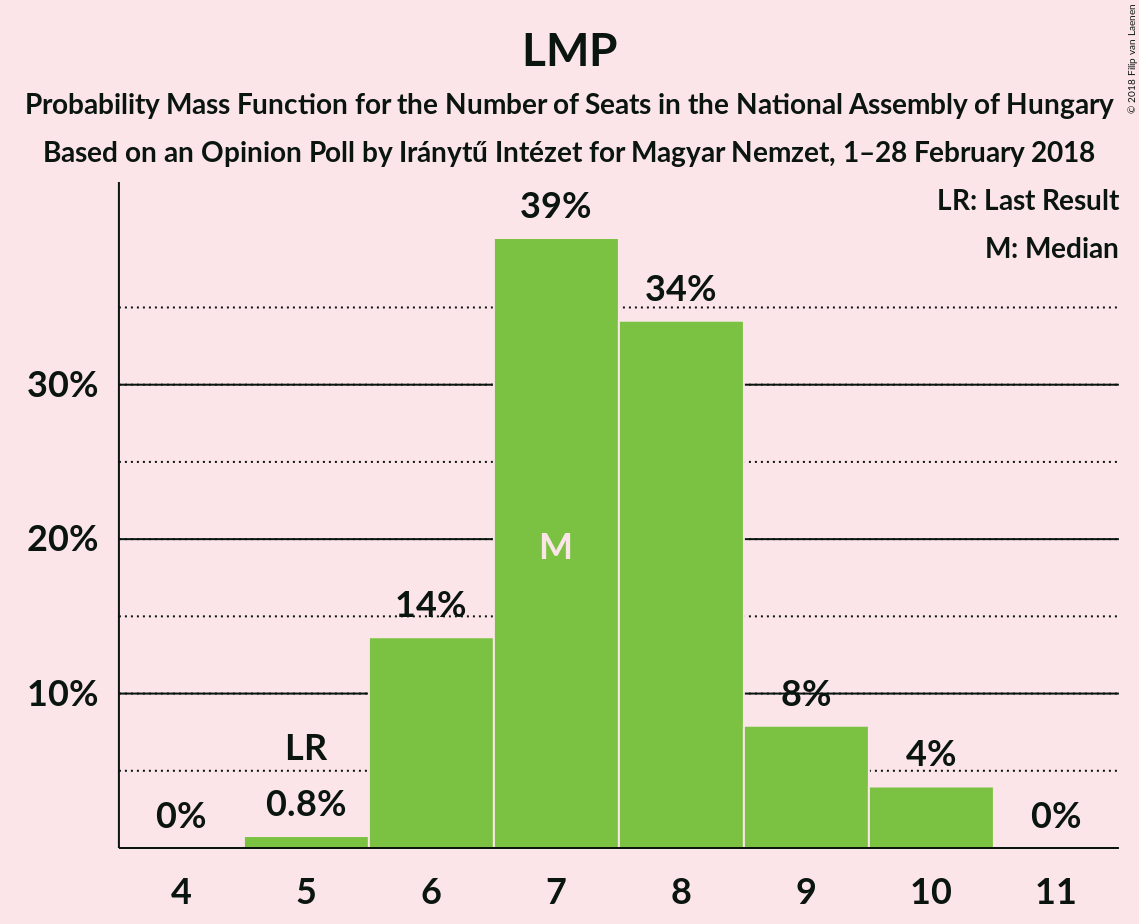 LMP
Probability Mass Function for the Number of Seats in the National Assembly of Hungary
Based on an Opinion Poll by Iránytű Intézet for Magyar Nemzet, 1–28 February 2018
© 2018 Filip van Laenen
LR: Last Result
M: Median
30%
20%
10%
0%
LR
0.8%
14%
39%
M
34%
8%
4%
0%
4 5 6 7 8 9 10 11